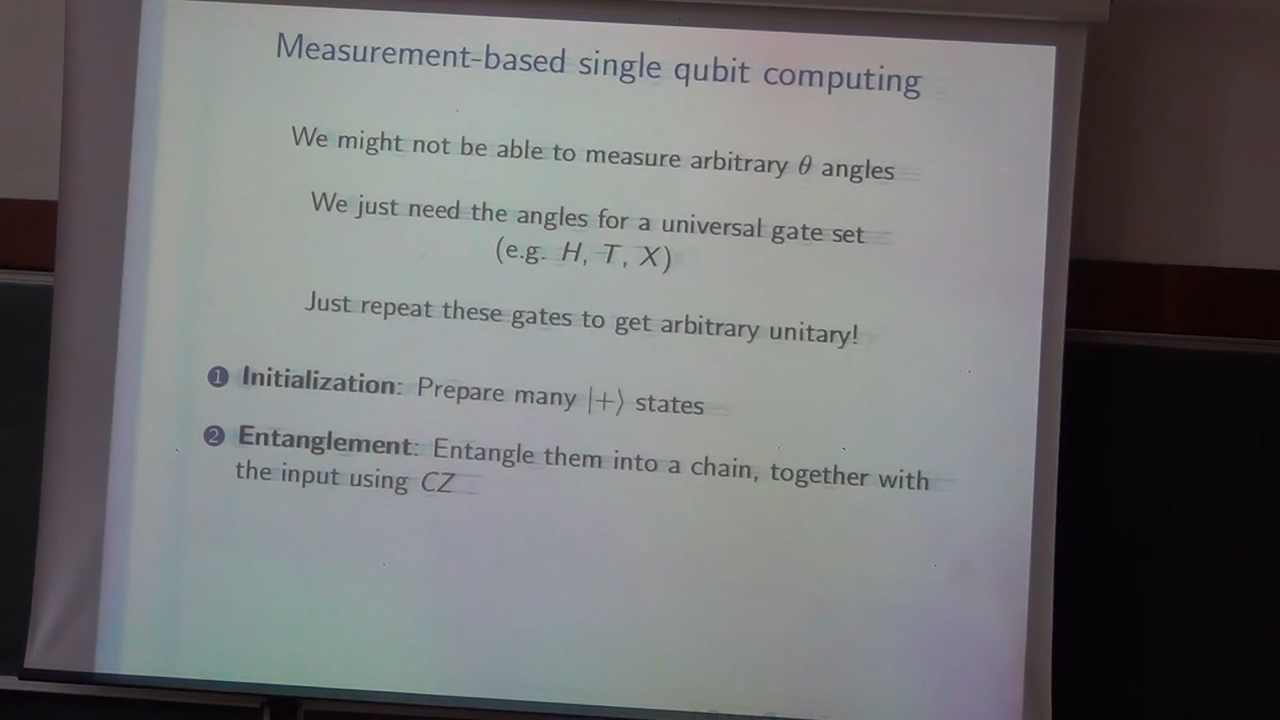 Measurement-based single qubit computing
We might not be able to measure arbitrary θ angles
We just need the angles for a universal gate set
(e.g. H, T, X)
Just repeat these gates to get arbitrary unitary!
1 Initialization: Prepare many |+⟩ states
2 Entanglement: Entangle them into a chain, together with
the input using CZ